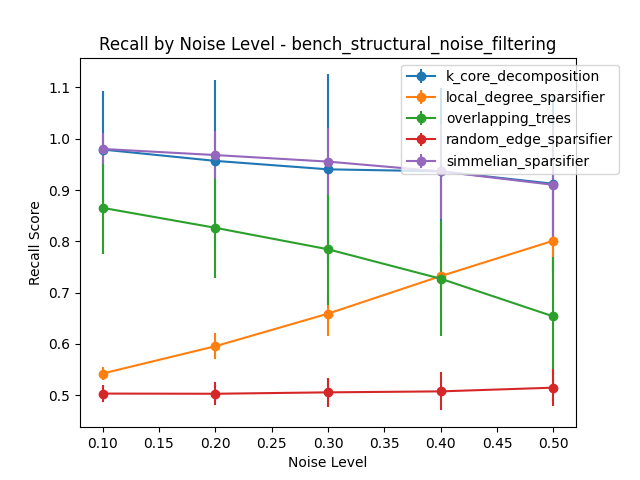 Recall by Noise Level - bench_structural_noise_filtering
k_core_decomposition
local_degree_sparsifier
overlapping_trees
random_edge_sparsifier
simmelian_sparsifier
Recall Score
1.1
1.0
0.9
0.8
0.7
0.6
0.5
0.10 0.15 0.20 0.25 0.30 0.35 0.40 0.45 0.50
Noise Level